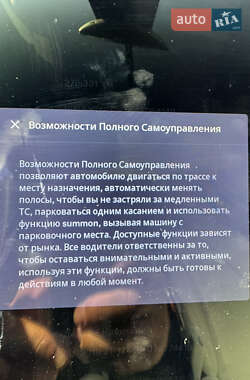 auto RIA
✕ Возможности Полного Самоуправления
Возможности Полного Самоуправления .
позволяют автомобилю двигаться по трассе к
месту назначения, автоматически менять
полосы, чтобы вы не застряли за медленными
ТС, парковаться одним касанием и использовать
функцию summon, вызывая машину с
парковочного места. Доступные функции зависят
от рынка. Все водители ответственны за то,
чтобы оставаться внимательными и активными,
используя эти функции, должны быть готовы к
действиям в любой момент.